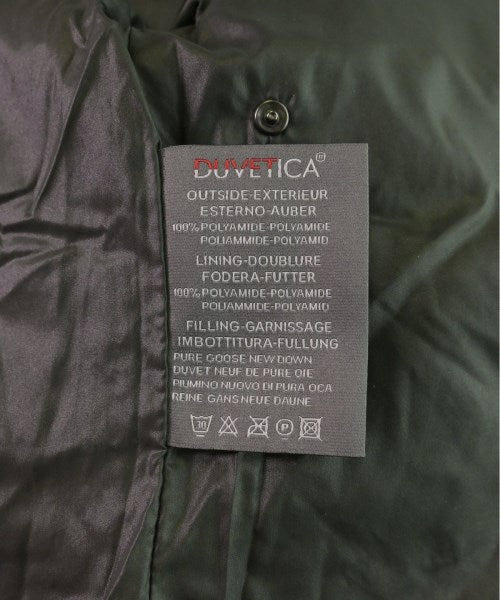 DUVETICA®
OUTSIDE-EXTERIEUR
ESTERNO-AUBER
100% POLYAMIDE-POLYAMIDE
POLIAMMIDE-POLYAMID
LINING-DOUBLURE
FODERA-FUTTER
100% POLYAMIDE-POLYAMIDE
POLIAMMIDE-POLYAMID
FILLING-GARNISSAGE
IMBOTTITURA-FULLUNG
PURE GOOSE NEW DOWN
DUVET NEUF DE PURE OIE
PIUMINO NUOVO DI PURA OCA
REINE GANS NEUE DAUNE
30 P